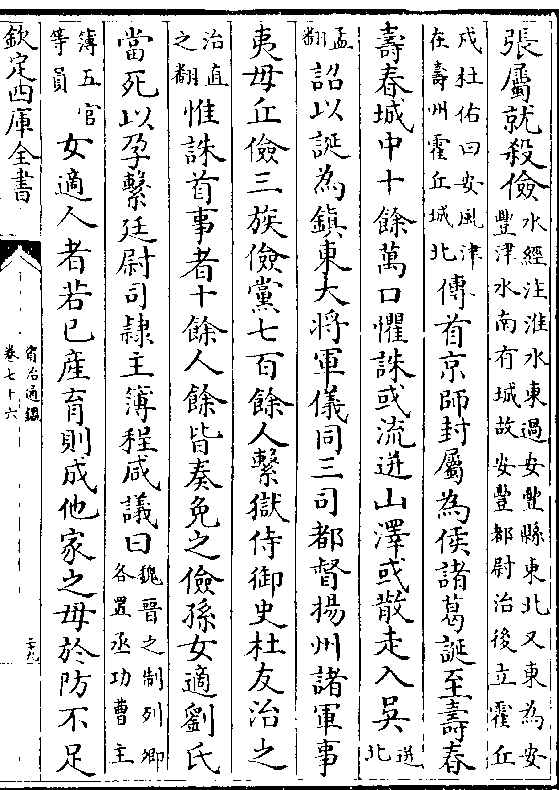 張屬就殺儉水經注淮水東過安豐縣東北又東為安豐津水南有城故安豐都尉治後立霍丘
戍杜佑曰安風津在壽州霍丘城北傳首京師封屬為侯諸葛誕至壽春
壽春城中十餘萬口懼誅或流迸山澤或散走入吳迸北
孟翻詔以誕為鎮東大將軍儀同三司都督揚州諸軍事
夷毋丘儉三族儉黨七百餘人繫獄侍御史杜友治之
治直之翻惟誅首事者十餘人餘皆奏免之儉孫女適劉氏
當死以孕繫廷尉司隸主簿程咸議曰魏晉之制列卿各置丞功曹主
簿五官等員女適人者若已產育則成他家之母於防不足
欽定四庫全書
資治通鑑
卷七十六